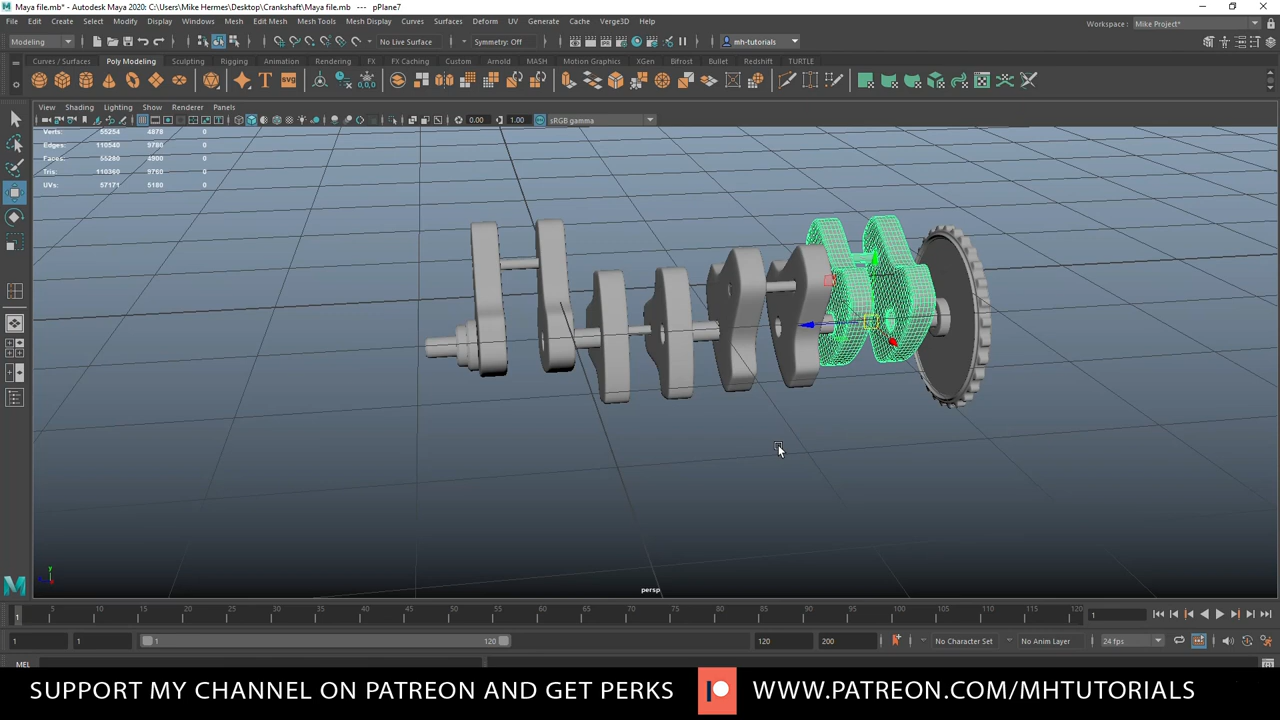 Maya file.mb* - Autodesk Maya 2020: C:\Users\Mike Hermes\Desktop\Crankshaft\Maya file.mb --- pPlane7
File Edit Create Select Modify Display Windows Mesh Edit Mesh Mesh Tools Mesh Display Curves Surfaces Deform UV Generate Cache Verge3D Help
Workspace : Mike Project*
Modeling No Live Surface Symmetry: Off mh-tutorials
Curves / Surfaces Poly Modeling Sculpting Rigging Animation Rendering FX FX Caching Custom Arnold MASH Motion Graphics XGen Bifrost Bullet Redshift TURTLE
SVG 0,0,0
View Shading Lighting Show Renderer Panels
0.00 1.00 sRGB gamma
Verts: 55254 4878 0
Edges: 110540 9780 0
Faces: 55280 4900 0
Tris: 110360 9760 0
UVs: 57171 5180 0
y
persp
1 5 10 15 20 25 30 35 40 45 50 55 60 65 70 75 80 85 90 95 100 105 110 115 120 1
1 1 1 120 120 200 No Character Set No Anim Layer 24 fps
MEL
SUPPORT MY CHANNEL ON PATREON AND GET PERKS WWW.PATREON.COM/MHTUTORIALS